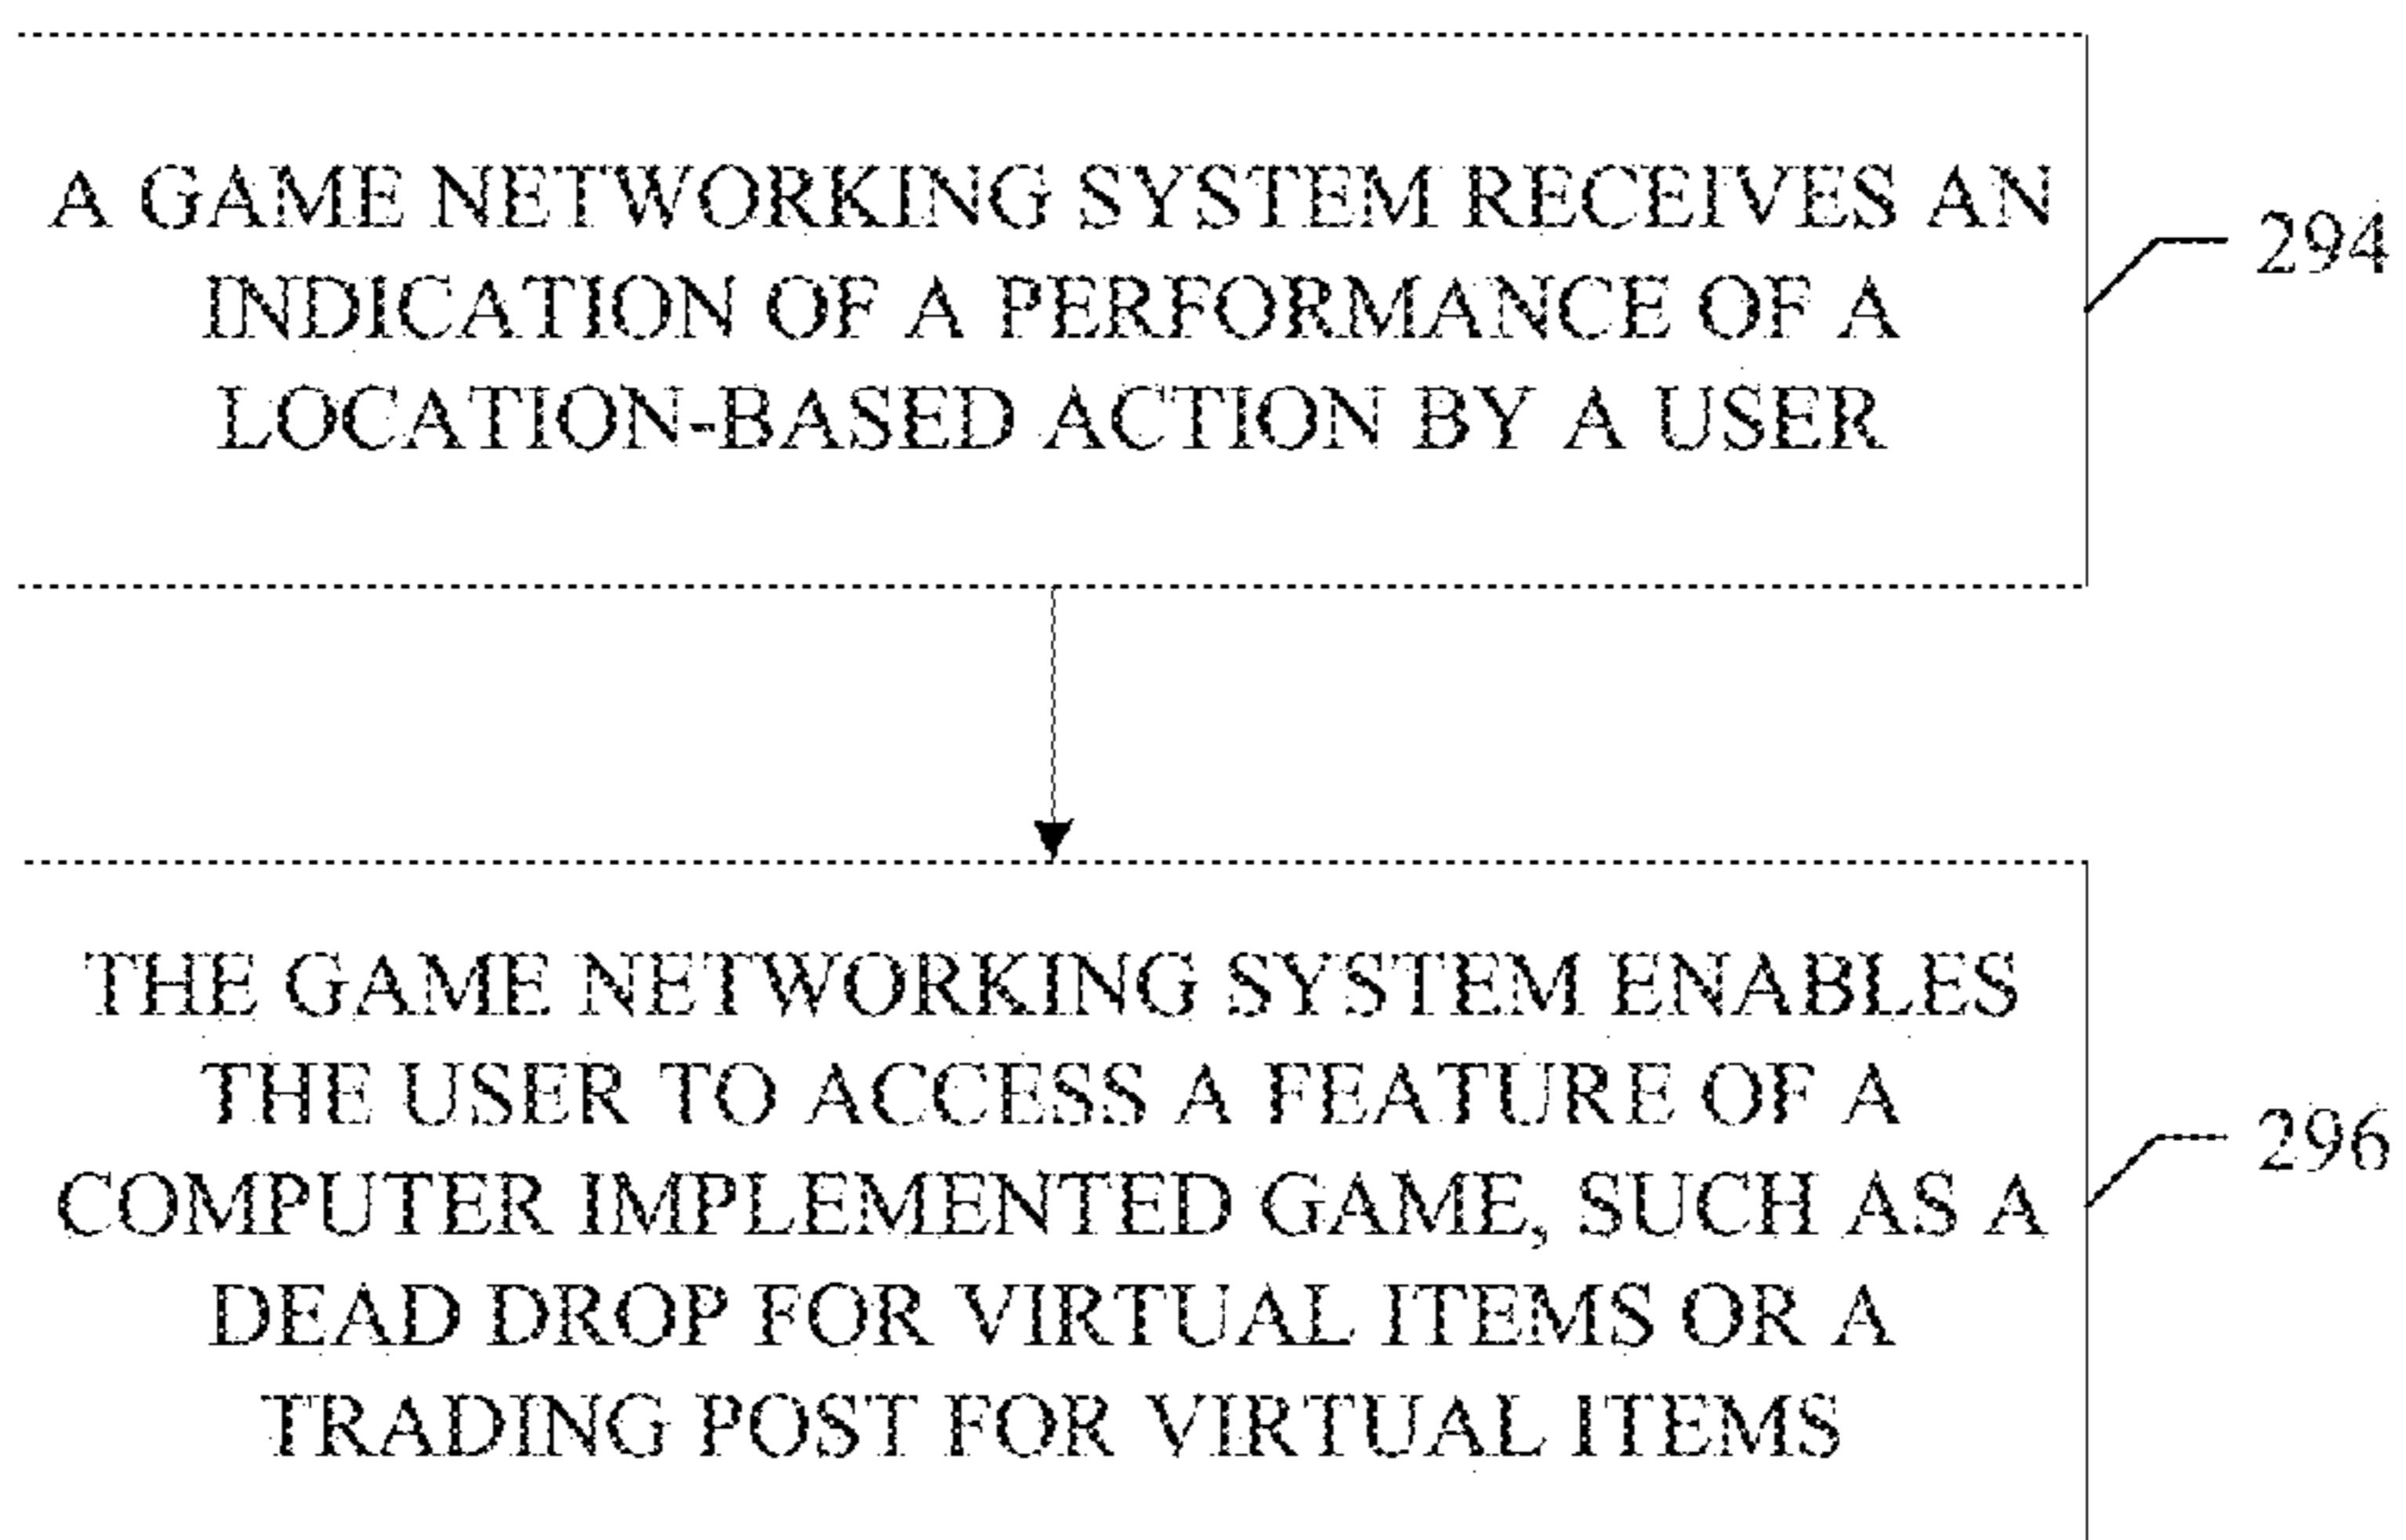 A GAME NETWORKING SYSTEM RECEIVES AN
INDICATION OF A PERFORMANCE OF A
LOCATION-BASED ACTION BY A USER
294
THE GAME NETWORKING SYSTEM ENABLES
THE USER TO ACCESS A FEATURE OF A
COMPUTER IMPLEMENTED GAME, SUCH AS A
DEAD DROP FOR VIRTUAL ITEMS OR A
TRADING POST FOR VIRTUAL ITEMS
296